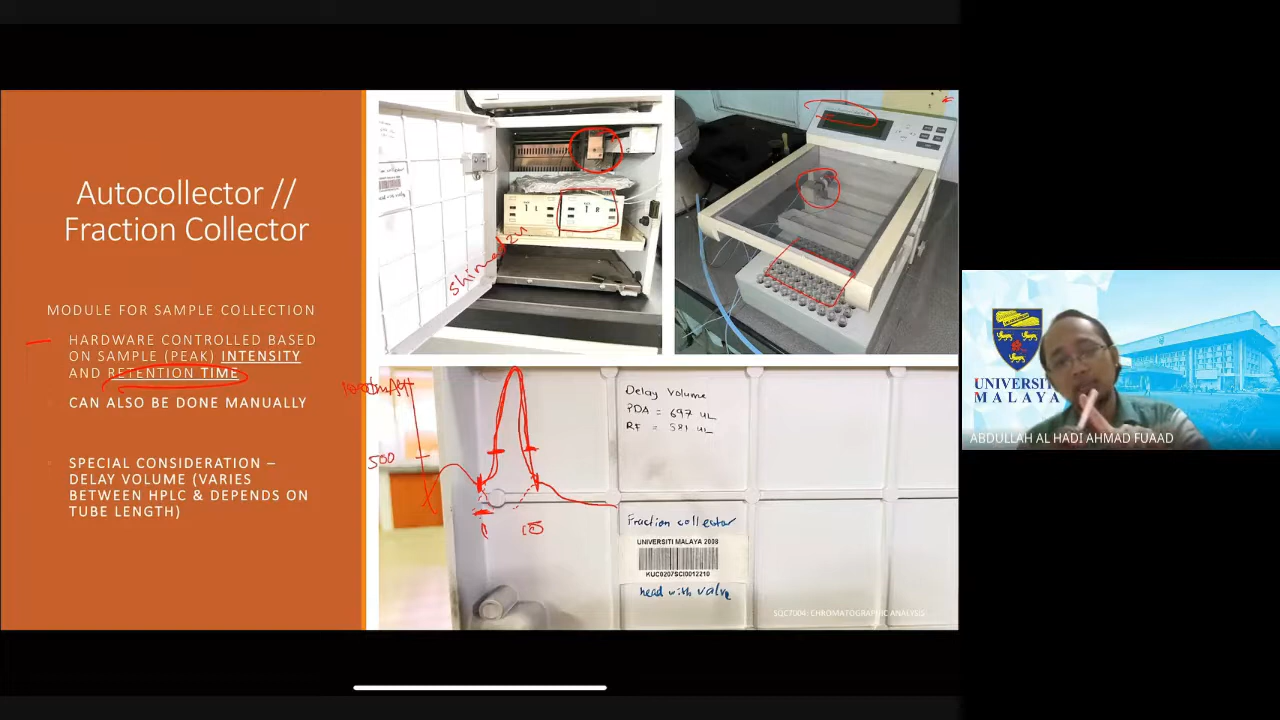 Autocollector //
Fraction Collector
MODULE FOR SAMPLE COLLECTION
HARDWARE CONTROLLED BASED
ON SAMPLE (PEAK) INTENSITY
AND RETENTION TIME
CAN ALSO BE DONE MANUALLY
SPECIAL CONSIDERATION –
DELAY VOLUME (VARIES
BETWEEN HPLC & DEPENDS ON
TUBE LENGTH)
Shimadzu
500
Delay Volume
PDA = 697 uL
RF = 581 uL
Fraction collector
UNIVERSITI MALAYA 2008
KUC0207SCI0012210
head with valve
SQC7004: CHROMATOGRAPHIC ANALYSIS
UNIVERSITI
MALAYA
ABDULLAH AL HADI AHMAD FUAAD